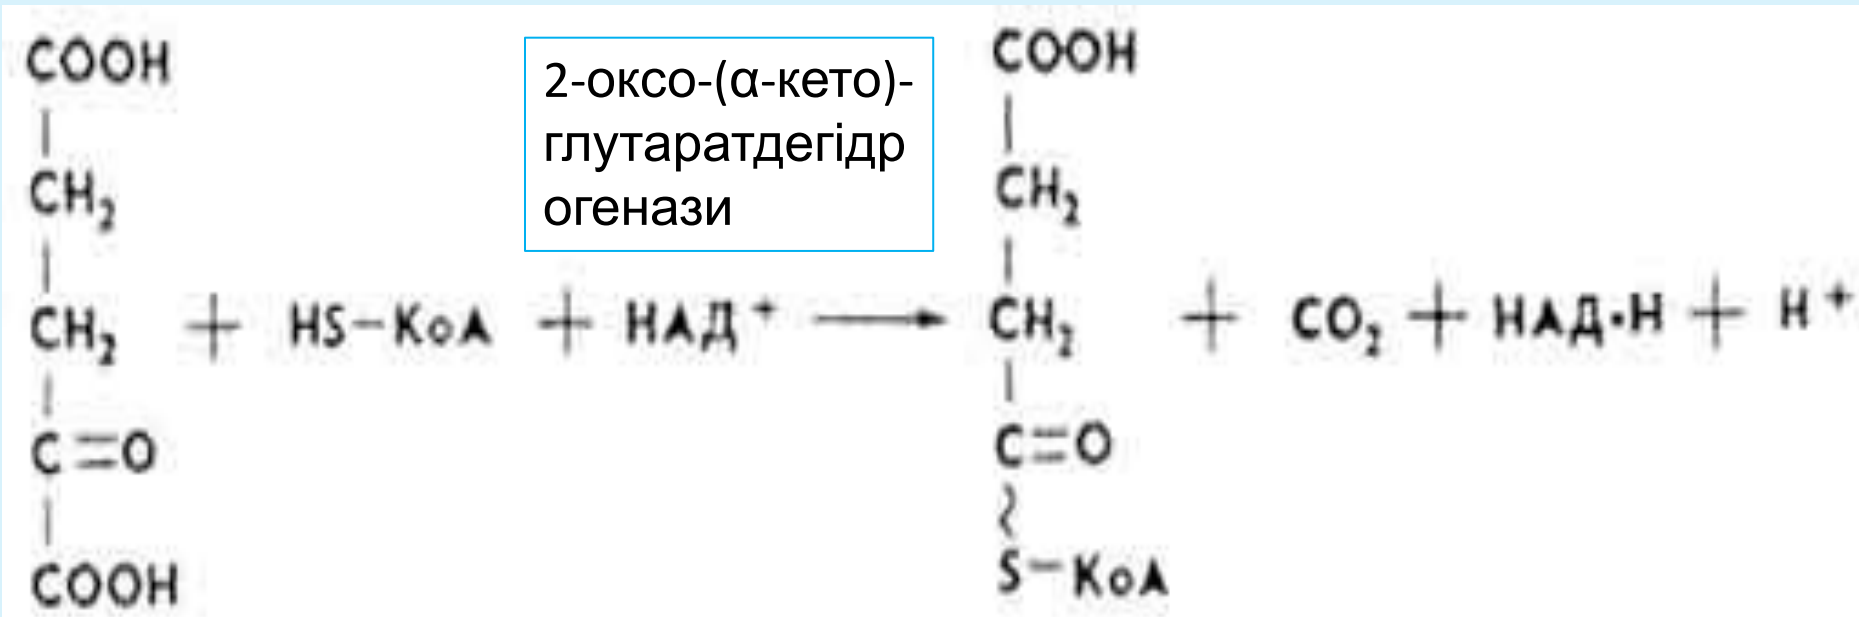 COOH
CH₂
CH₂ + HS-KoA + НАД⁺ ⟶ CH₂ + CO₂ + НАД·Н + H⁺
C=O
COOH
2-оксо-(α-кето)-
глутаратдегідр
огенази
COOH
CH₂
C=O
S-KoA